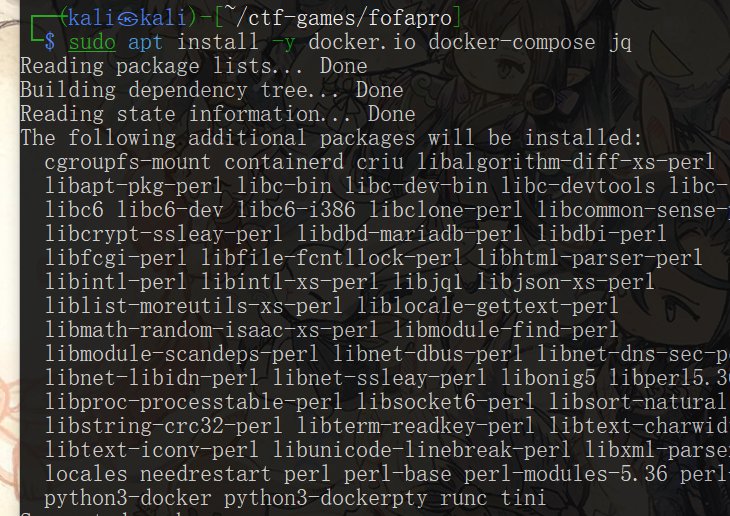 ┌──(kali㉿kali)-[~/ctf-games/fofapro]
└─$ sudo apt install -y docker.io docker-compose jq
Reading package lists... Done
Building dependency tree... Done
Reading state information... Done
The following additional packages will be installed:
cgroupfs-mount containerd criu libalgorithm-diff-xs-perl
libapt-pkg-perl libc-bin libc-dev-bin libc-devtools libc-
libc6 libc6-dev libc6-i386 libclone-perl libcommon-sense-
libcrypt-ssleay-perl libdbd-mariadb-perl libdbi-perl
libfcgi-perl libfile-fcntllock-perl libhtml-parser-perl
libintl-perl libintl-xs-perl libjq1 libjson-xs-perl
liblist-moreutils-xs-perl liblocale-gettext-perl
libmath-random-isaac-xs-perl libmodule-find-perl
libmodule-scandeps-perl libnet-dbus-perl libnet-dns-sec-p
libnet-libidn-perl libnet-ssleay-perl libonig5 libperl5.3
libproc-processtable-perl libsocket6-perl libsort-natural
libstring-crc32-perl libterm-readkey-perl libtext-charwid
libtext-iconv-perl libunicode-linebreak-perl libxml-parse
locales needrestart perl perl-base perl-modules-5.36 perl-
python3-docker python3-dockerpty runc tini